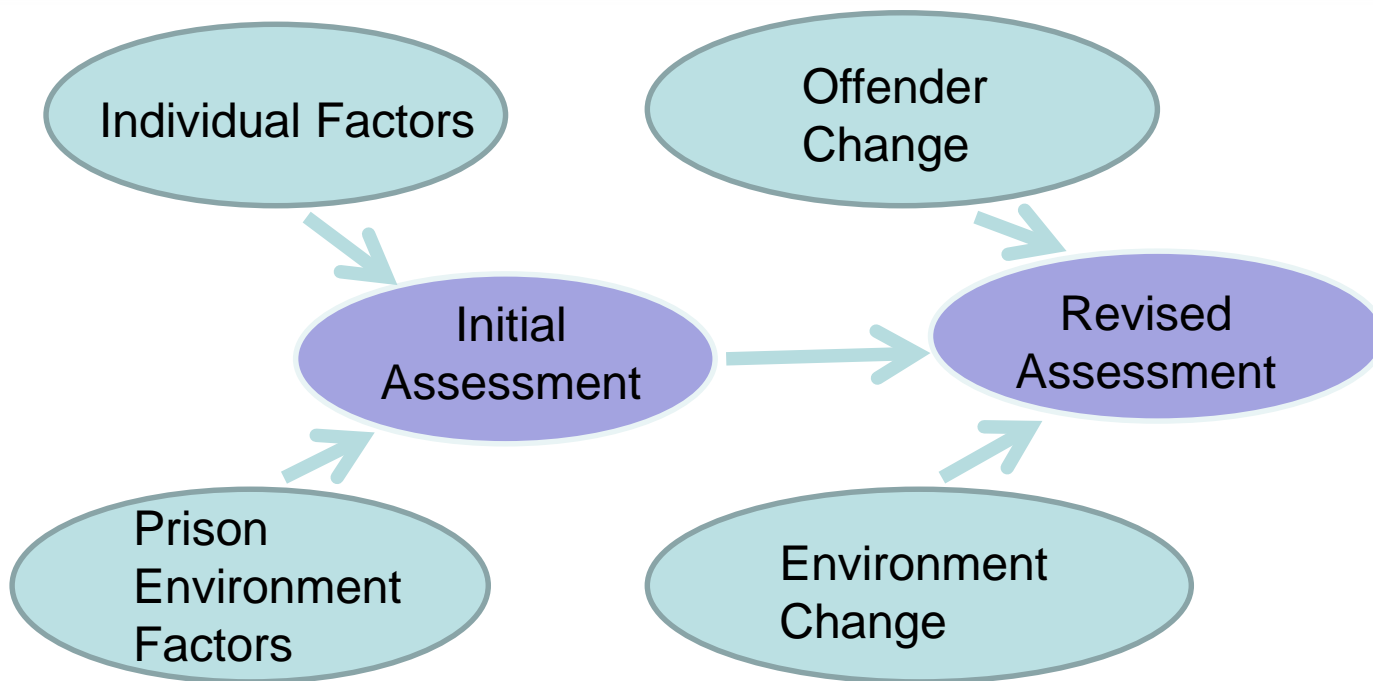 Individual Factors
Offender
Change
Initial
Assessment
Revised
Assessment
Prison
Environment
Factors
Environment
Change